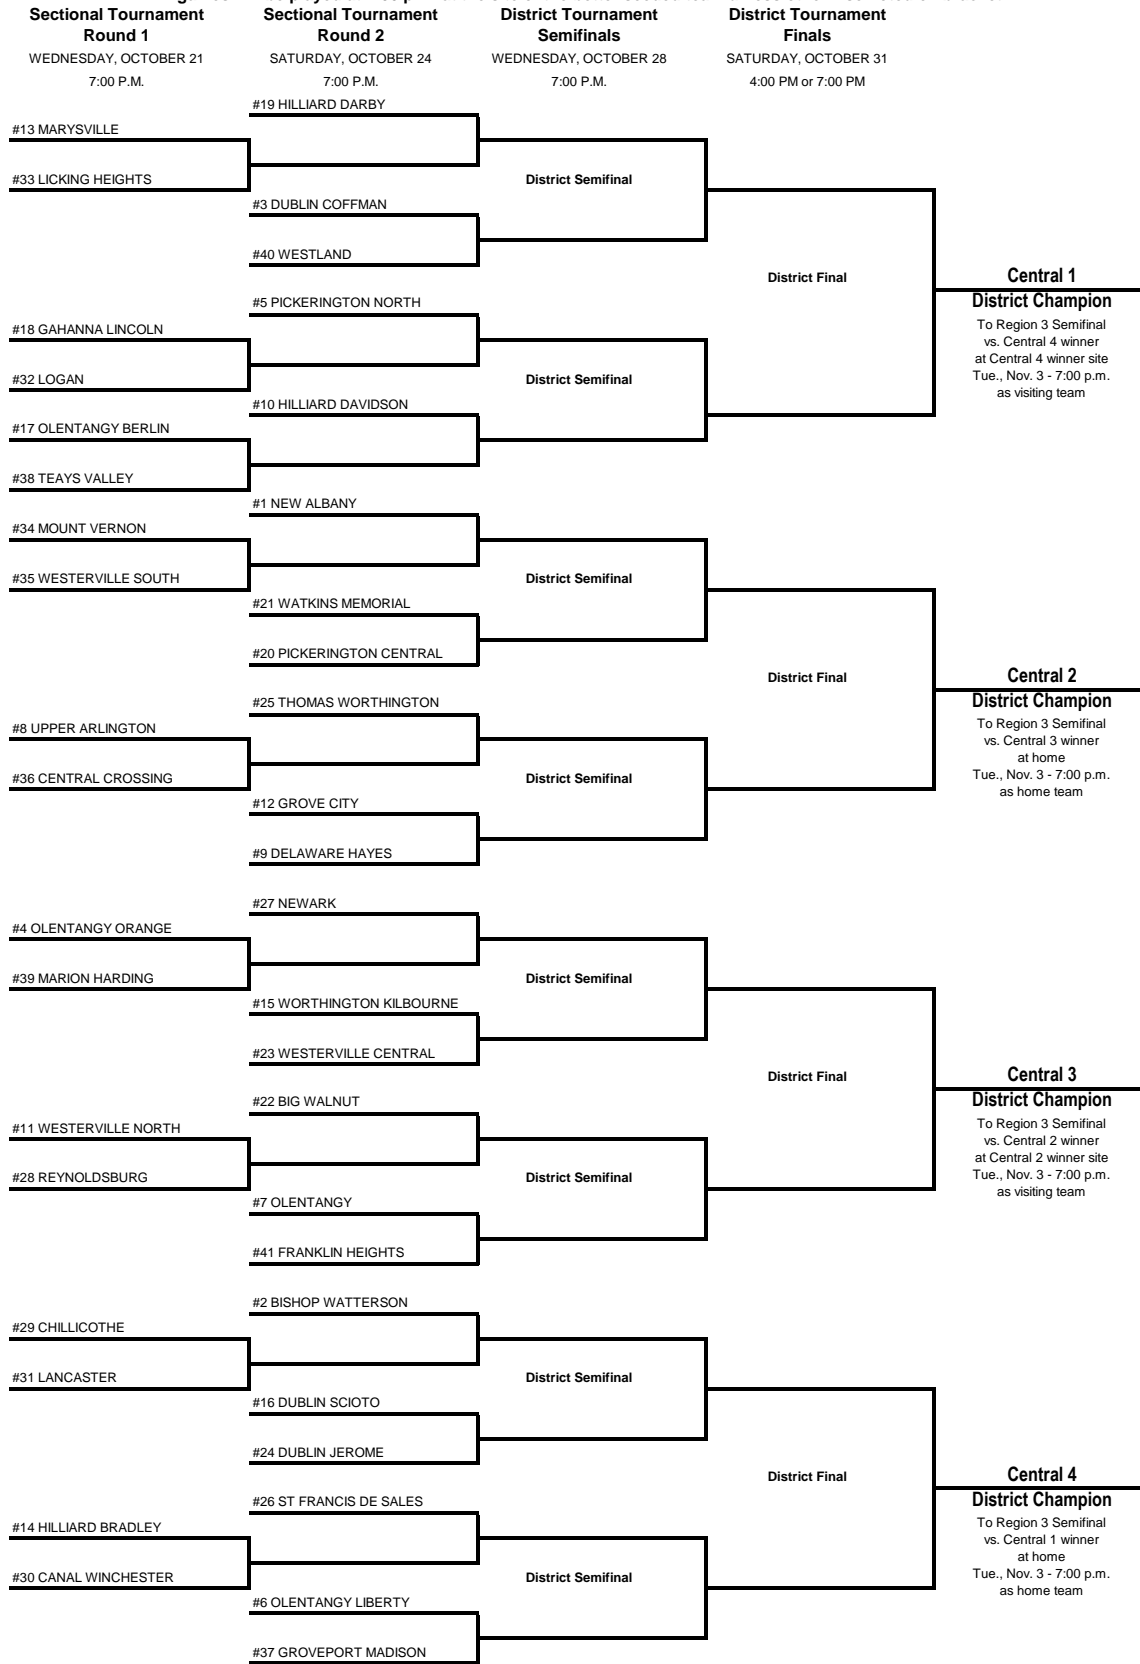 Sectional Tournament
Round 1
WEDNESDAY, OCTOBER 21
7:00 P.M.
Sectional Tournament
Round 2
SATURDAY, OCTOBER 24
7:00 P.M.
District Tournament
Semifinals
WEDNESDAY, OCTOBER 28
7:00 P.M.
District Tournament
Finals
SATURDAY, OCTOBER 31
4:00 PM or 7:00 PM
#19 HILLIARD DARBY
#13 MARYSVILLE
#33 LICKING HEIGHTS
District Semifinal
#3 DUBLIN COFFMAN
#40 WESTLAND
District Final
Central 1
District Champion
To Region 3 Semifinal
vs. Central 4 winner
at Central 4 winner site
Tue., Nov. 3 - 7:00 p.m.
as visiting team
#5 PICKERINGTON NORTH
#18 GAHANNA LINCOLN
#32 LOGAN
District Semifinal
#10 HILLIARD DAVIDSON
#17 OLENTANGY BERLIN
#38 TEAYS VALLEY
#1 NEW ALBANY
#34 MOUNT VERNON
#35 WESTERVILLE SOUTH
District Semifinal
#21 WATKINS MEMORIAL
#20 PICKERINGTON CENTRAL
District Final
Central 2
District Champion
To Region 3 Semifinal
vs. Central 3 winner
at home
Tue., Nov. 3 - 7:00 p.m.
as home team
#25 THOMAS WORTHINGTON
#8 UPPER ARLINGTON
#36 CENTRAL CROSSING
District Semifinal
#12 GROVE CITY
#9 DELAWARE HAYES
#27 NEWARK
#4 OLENTANGY ORANGE
#39 MARION HARDING
District Semifinal
#15 WORTHINGTON KILBOURNE
#23 WESTERVILLE CENTRAL
District Final
Central 3
District Champion
To Region 3 Semifinal
vs. Central 2 winner
at Central 2 winner site
Tue., Nov. 3 - 7:00 p.m.
as visiting team
#22 BIG WALNUT
#11 WESTERVILLE NORTH
#28 REYNOLDSBURG
District Semifinal
#7 OLENTANGY
#41 FRANKLIN HEIGHTS
#2 BISHOP WATTERSON
#29 CHILLICOTHE
#31 LANCASTER
District Semifinal
#16 DUBLIN SCIOTO
#24 DUBLIN JEROME
District Final
Central 4
District Champion
To Region 3 Semifinal
vs. Central 1 winner
at home
Tue., Nov. 3 - 7:00 p.m.
as home team
#26 ST FRANCIS DE SALES
#14 HILLIARD BRADLEY
#30 CANAL WINCHESTER
District Semifinal
#6 OLENTANGY LIBERTY
#37 GROVEPORT MADISON